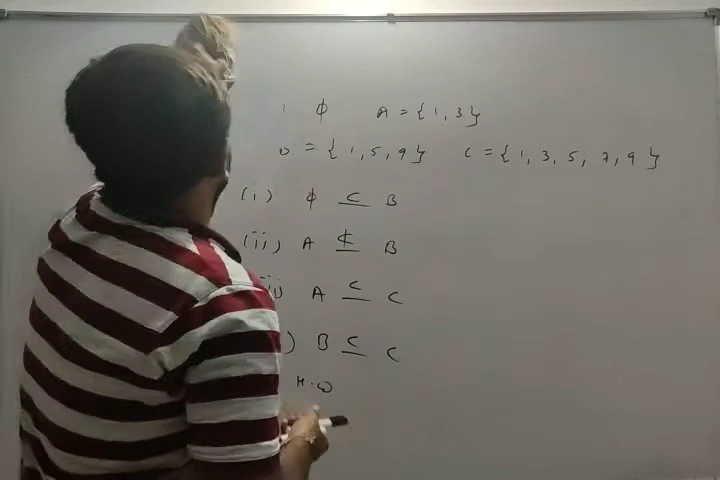 ϕ A = {1, 3}
= {1, 5, 9} C = {1, 3, 5, 7, 9}
(i) ϕ ⊂ B
(ii) A ⊄ B
A ⊂ C
) B ⊂ C
H.W